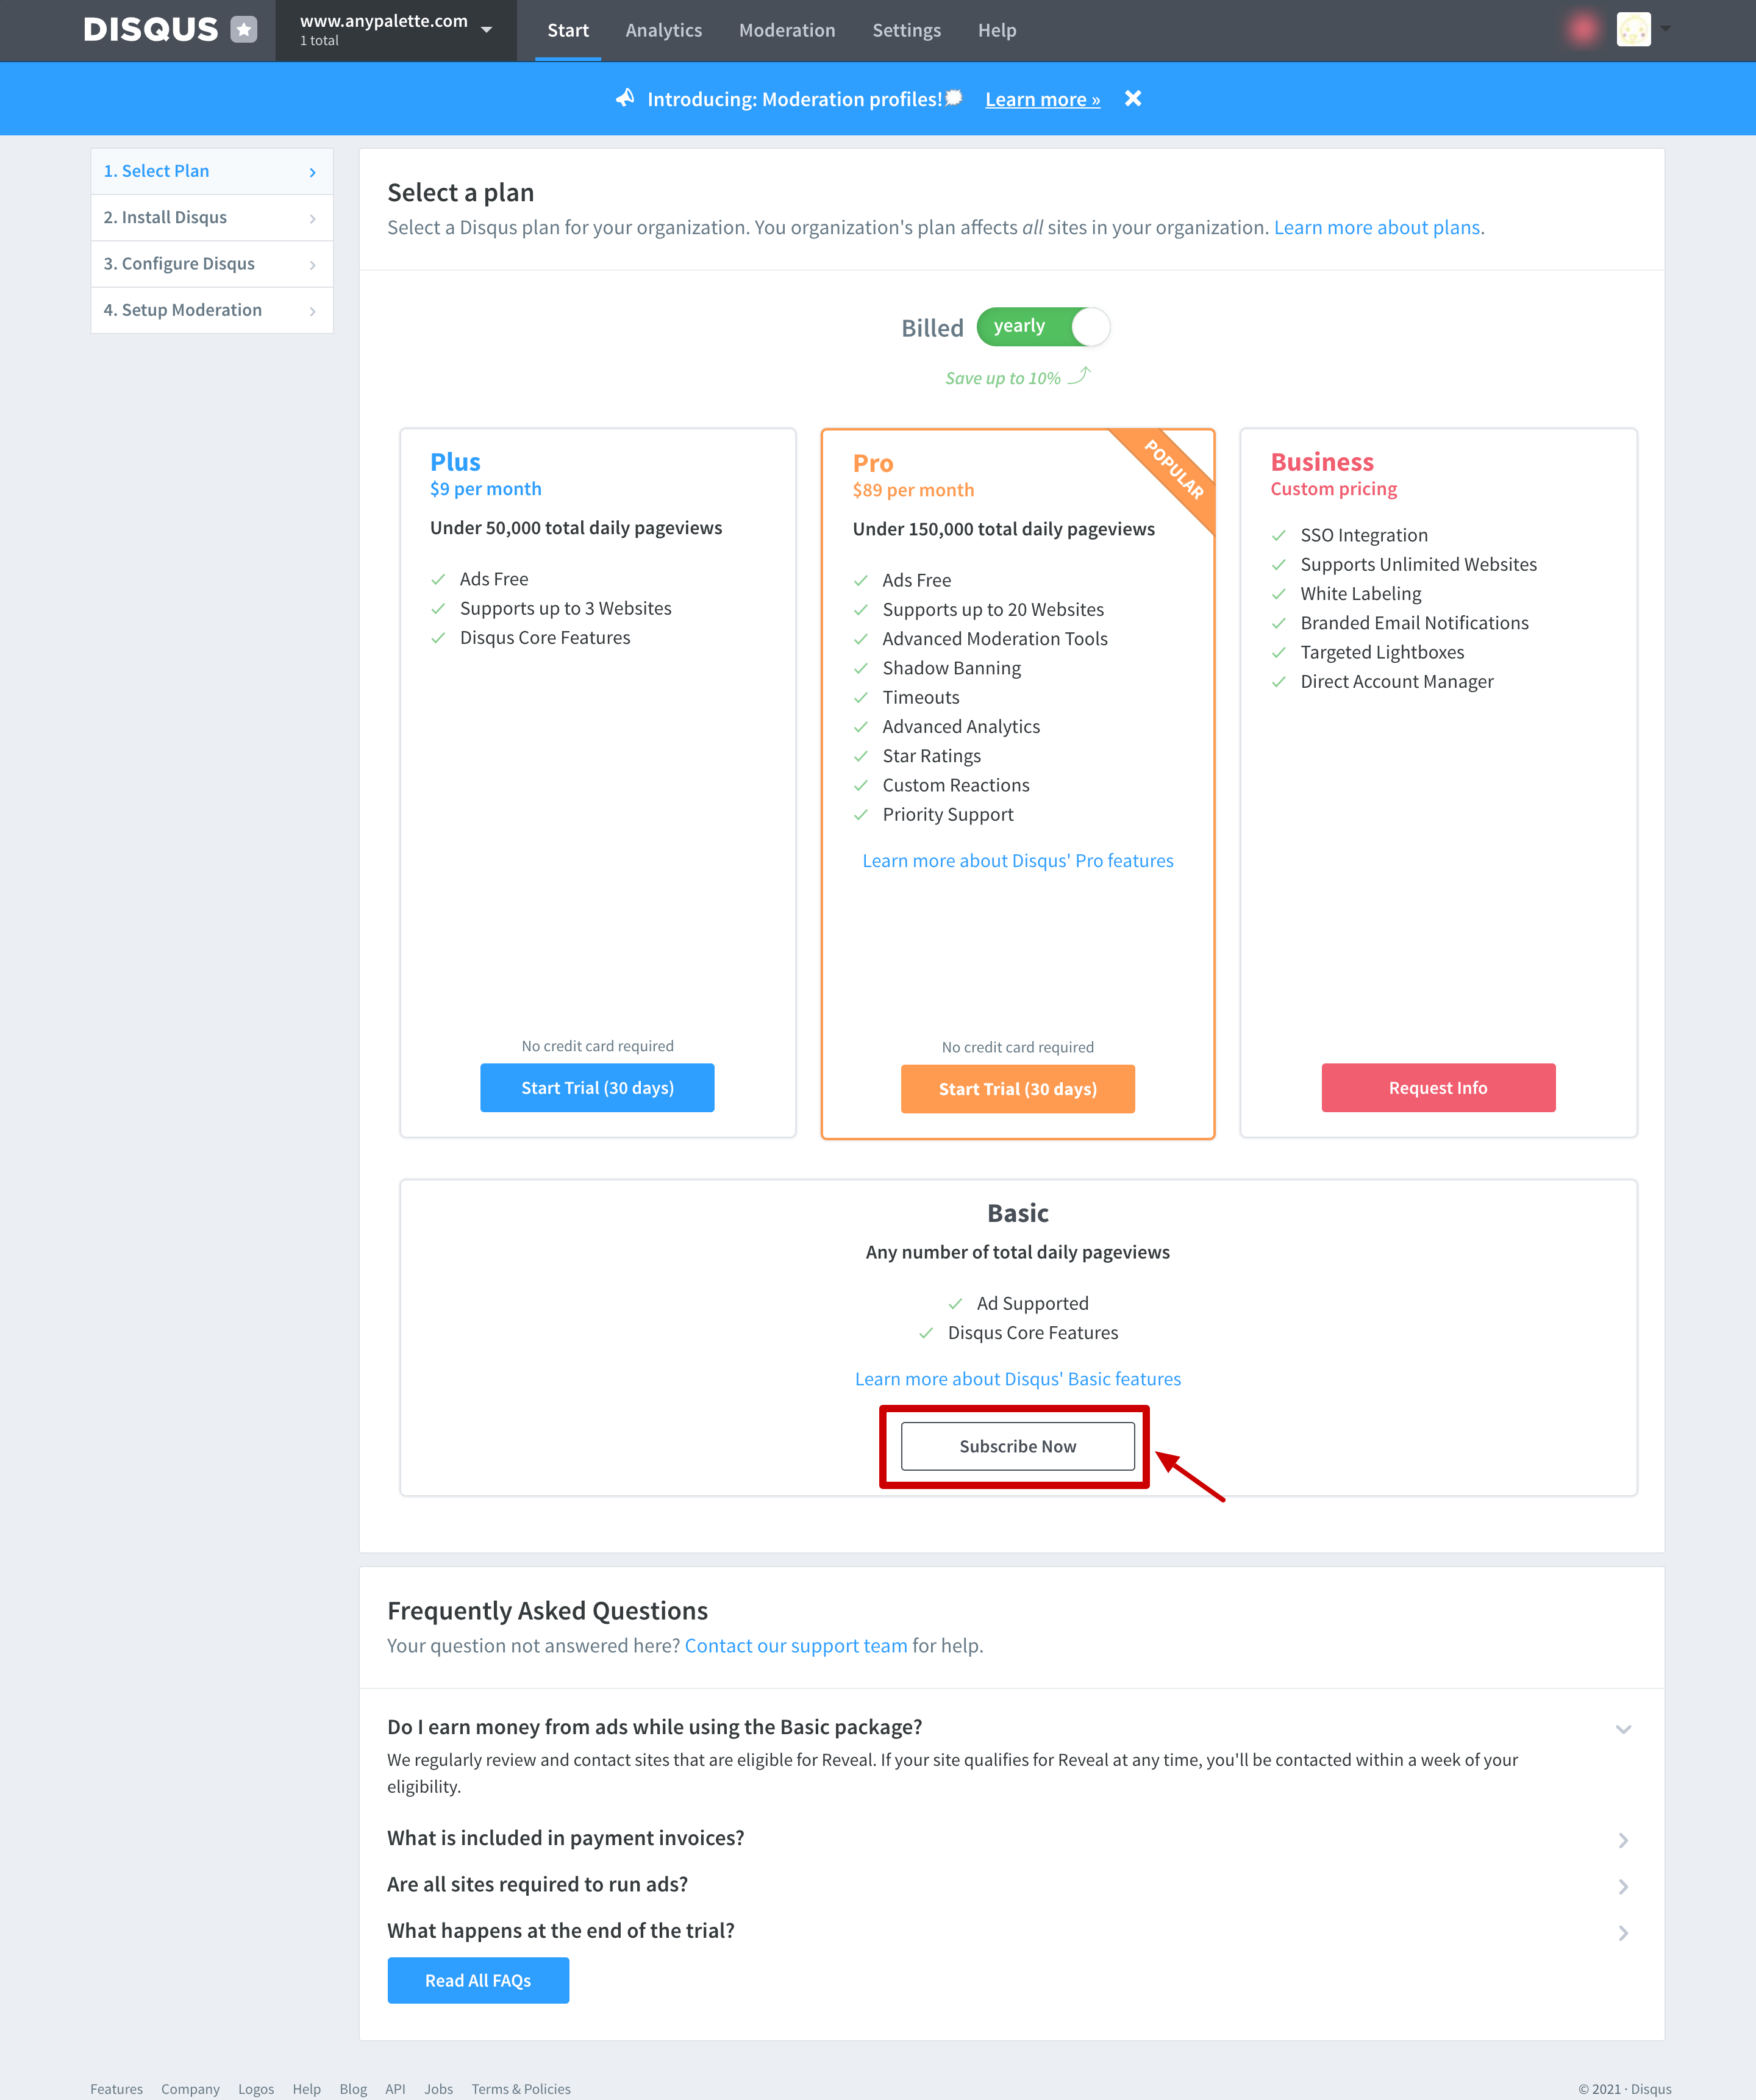 DISQUS
www.anypalette.com
1 total
Start
Analytics
Moderation
Settings
Help
Introducing: Moderation profiles!
Learn more »
1. Select Plan
2. Install Disqus
3. Configure Disqus
4. Setup Moderation
Select a plan
Select a Disqus plan for your organization. You organization's plan affects all sites in your organization. Learn more about plans.
Billed yearly
Save up to 10%
Plus
$9 per month
Under 50,000 total daily pageviews
Ads Free
Supports up to 3 Websites
Disqus Core Features
No credit card required
Start Trial (30 days)
POPULAR
Pro
$89 per month
Under 150,000 total daily pageviews
Ads Free
Supports up to 20 Websites
Advanced Moderation Tools
Shadow Banning
Timeouts
Advanced Analytics
Star Ratings
Custom Reactions
Priority Support
Learn more about Disqus' Pro features
No credit card required
Start Trial (30 days)
Business
Custom pricing
SSO Integration
Supports Unlimited Websites
White Labeling
Branded Email Notifications
Targeted Lightboxes
Direct Account Manager
Request Info
Basic
Any number of total daily pageviews
Ad Supported
Disqus Core Features
Learn more about Disqus' Basic features
Subscribe Now
Frequently Asked Questions
Your question not answered here? Contact our support team for help.
Do I earn money from ads while using the Basic package?
We regularly review and contact sites that are eligible for Reveal. If your site qualifies for Reveal at any time, you'll be contacted within a week of your
eligibility.
What is included in payment invoices?
Are all sites required to run ads?
What happens at the end of the trial?
Read All FAQs
Features
Company
Logos
Help
Blog
API
Jobs
Terms & Policies
© 2021 · Disqus